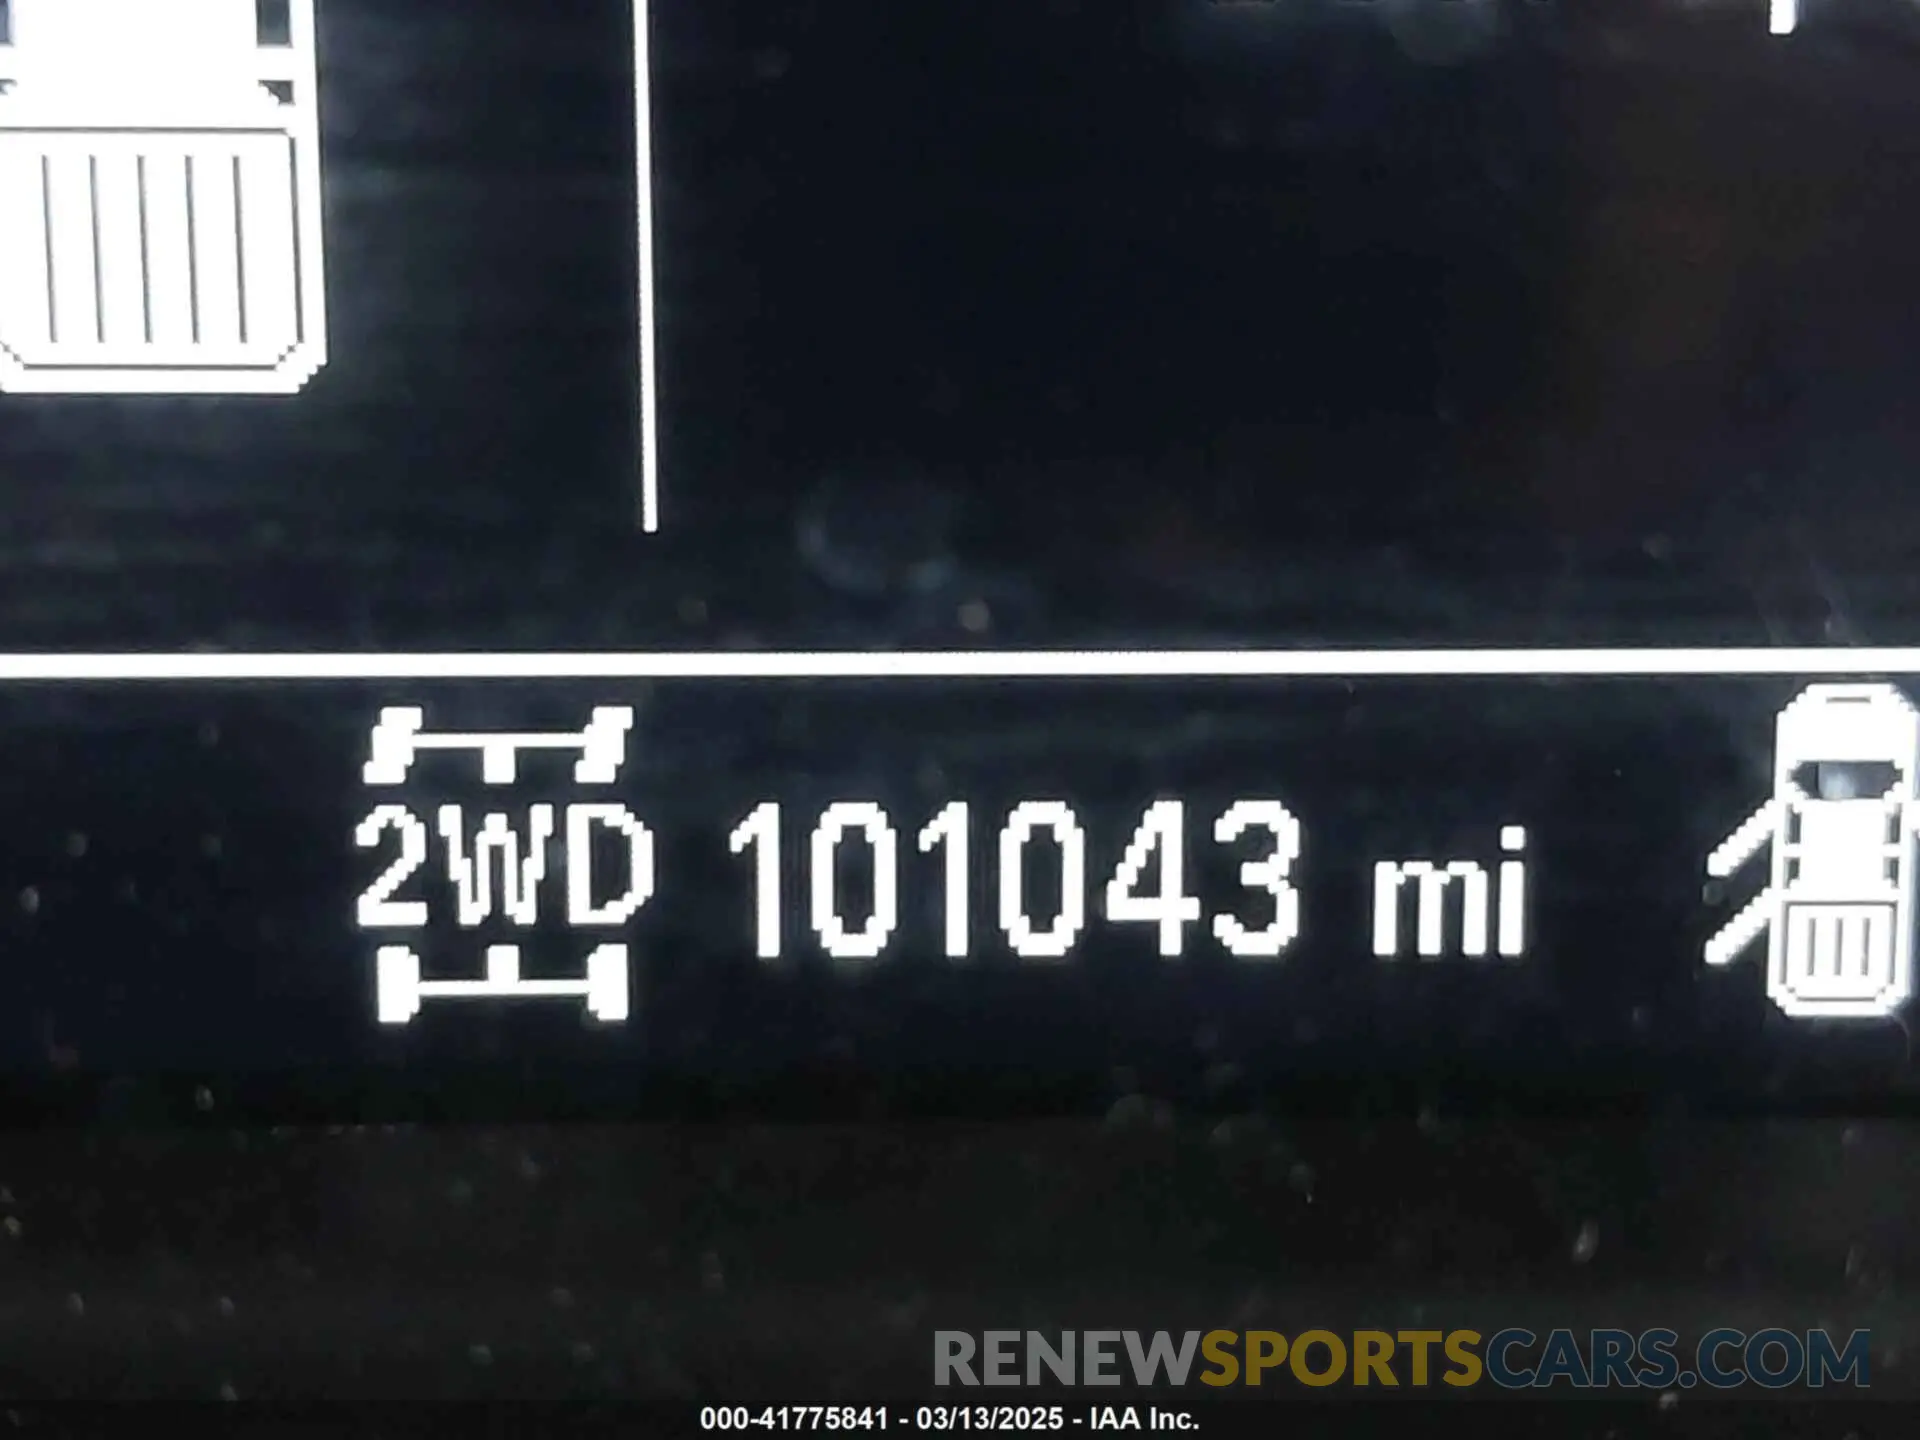 2WD 101043 mi
RENEWSPORTSCARS.COM
000-41775841 - 03/13/2025 - IAA Inc.